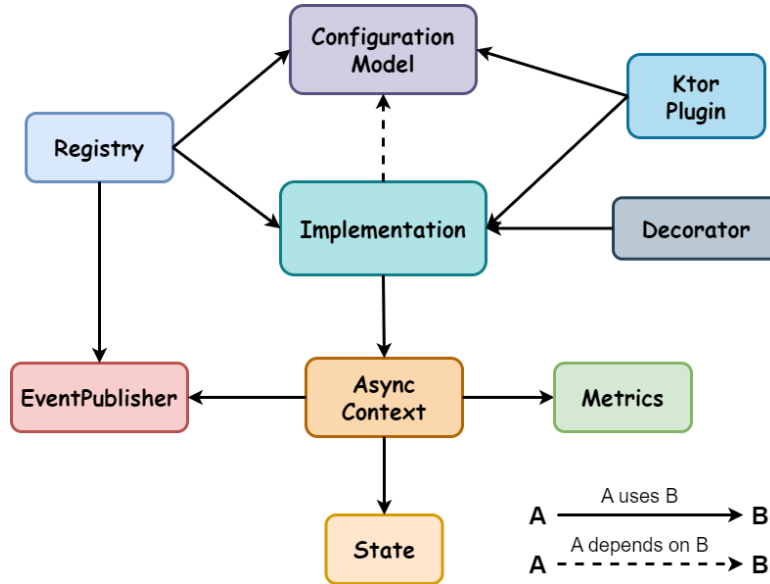 Configuration
Model
Ktor
Plugin
Registry
Implementation
Decorator
EventPublisher
Async
Context
Metrics
State
A uses B
A B
A depends on B
A B